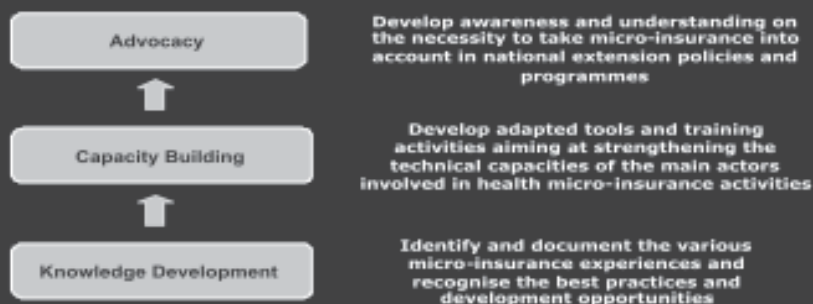 Advocacy
Develop awareness and understanding on
the necessity to take micro-insurance into
account in national extension policies and
programmes
Capacity Building
Develop adapted tools and training
activities aiming at strengthening the
technical capacities of the main actors
involved in health micro-insurance activities
Knowledge Development
Identify and document the various
micro-insurance experiences and
recognise the best practices and
development opportunities